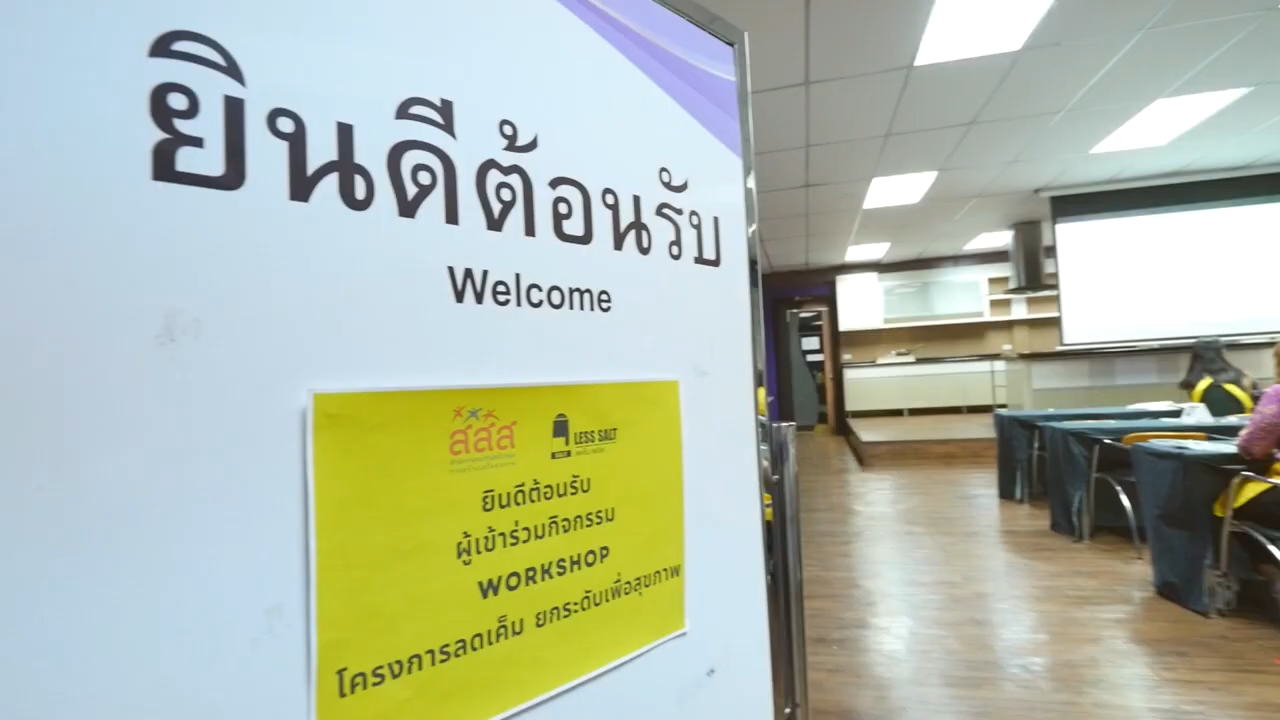 ยินดีต้อนรับ
Welcome
สสส
LESS SALT
ยินดีต้อนรับ
ผู้เข้าร่วมกิจกรรม
WORKSHOP
โครงการลดเค็ม ยกระดับเพื่อสุขภาพ